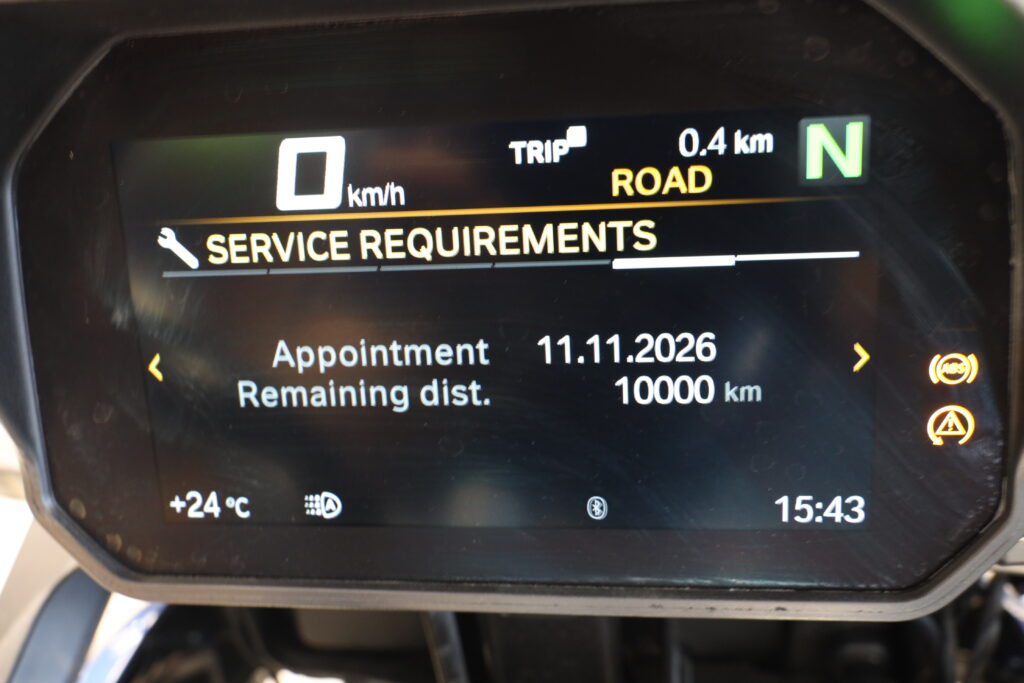 0 km/h TRIP 0.4 km N
ROAD
SERVICE REQUIREMENTS
Appointment 11.11.2026
Remaining dist. 10000 km
ABS
+24 °C A 15:43